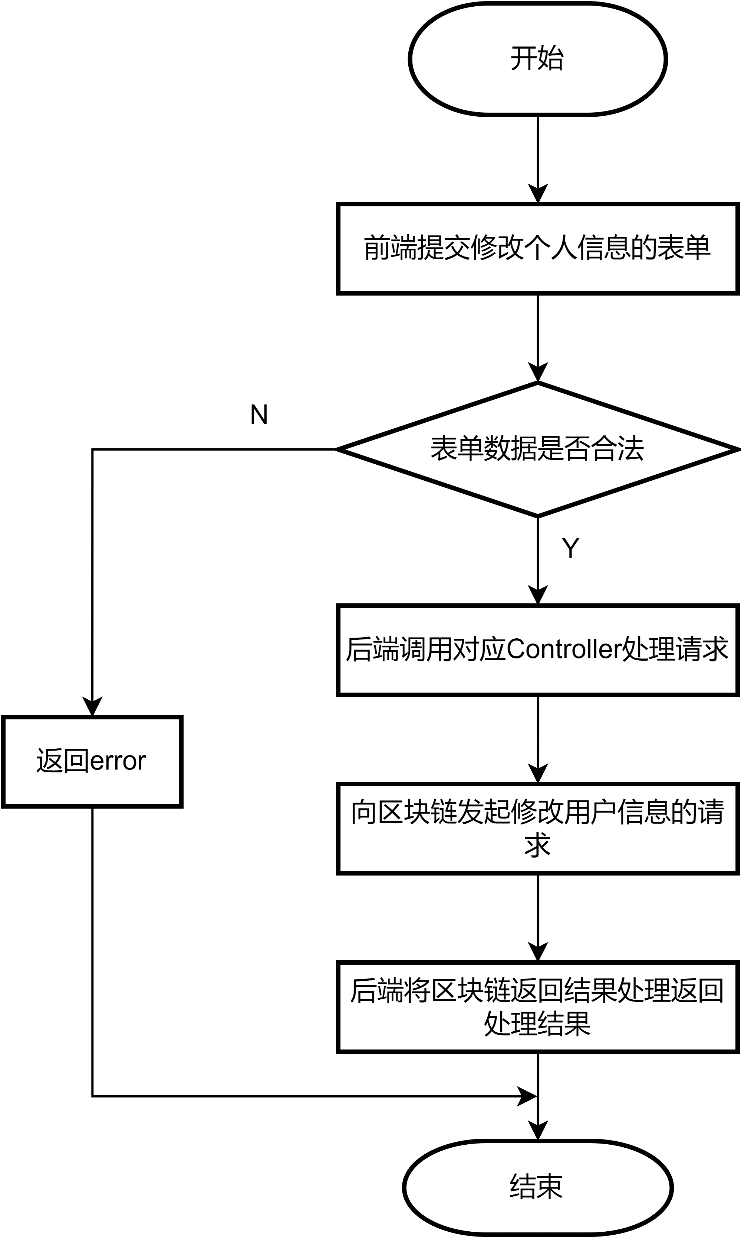 开始
前端提交修改个人信息的表单
N
表单数据是否合法
Y
后端调用对应Controller处理请求
返回error
向区块链发起修改用户信息的请
求
后端将区块链返回结果处理返回
处理结果
结束